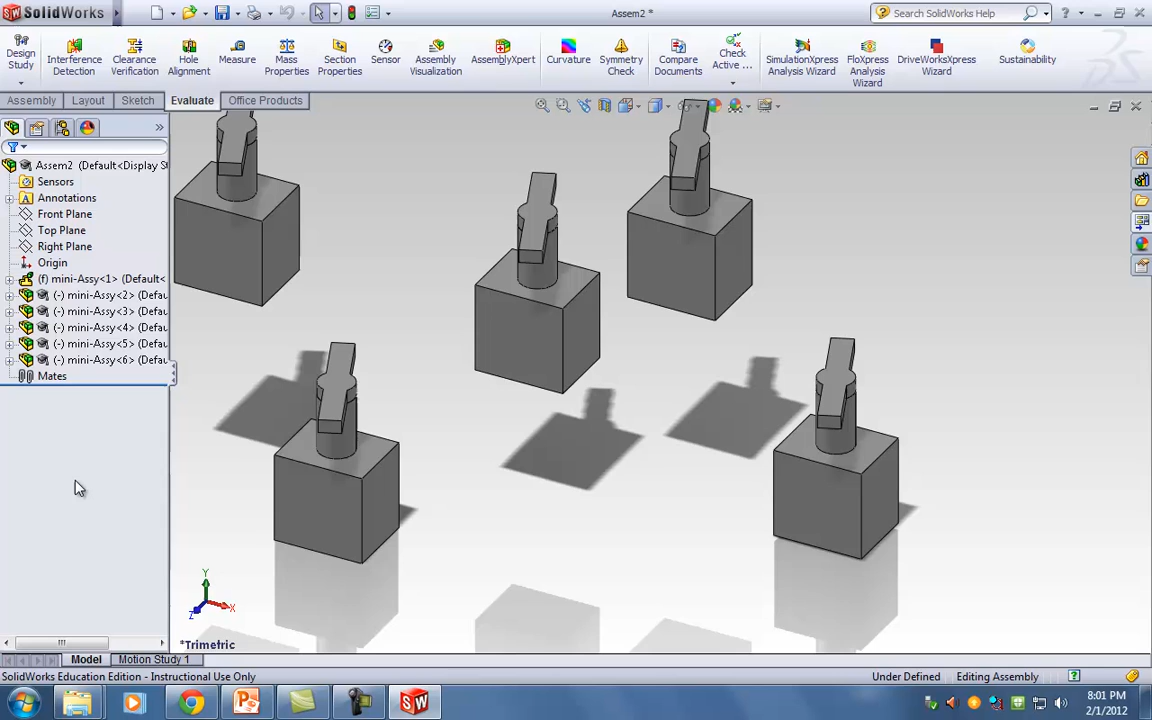 SolidWorks
Assem2 *
Search SolidWorks Help
Design Study
Interference Detection
Clearance Verification
Hole Alignment
Measure
Mass Properties
Section Properties
Sensor
Assembly Visualization
AssemblyXpert
Curvature
Symmetry Check
Compare Documents
Check Active ...
SimulationXpress Analysis Wizard
FloXpress Analysis Wizard
DriveWorksXpress Wizard
Sustainability
Assembly Layout Sketch Evaluate Office Products
Assem2 (Default<Display S
Sensors
Annotations
Front Plane
Top Plane
Right Plane
Origin
(f) mini-Assy<1> (Default<
(-) mini-Assy<2> (Defau
(-) mini-Assy<3> (Defau
(-) mini-Assy<4> (Defau
(-) mini-Assy<5> (Defau
(-) mini-Assy<6> (Defau
Mates
Y
X
Z
*Trimetric
Model Motion Study 1
SolidWorks Education Edition - Instructional Use Only
Under Defined Editing Assembly
8:01 PM
2/1/2012